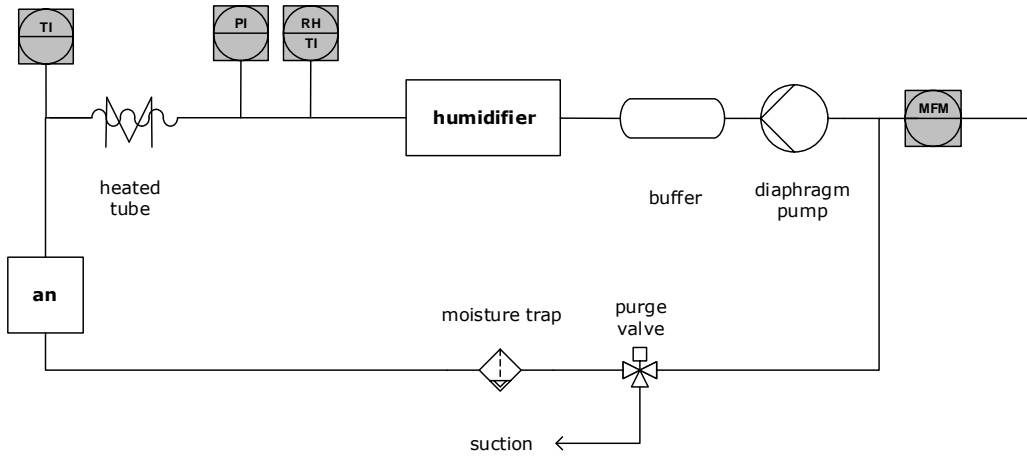 TI
PI
RH
TI
MFM
humidifier
heated
tube
buffer
diaphragm
pump
an
moisture trap
purge
valve
suction